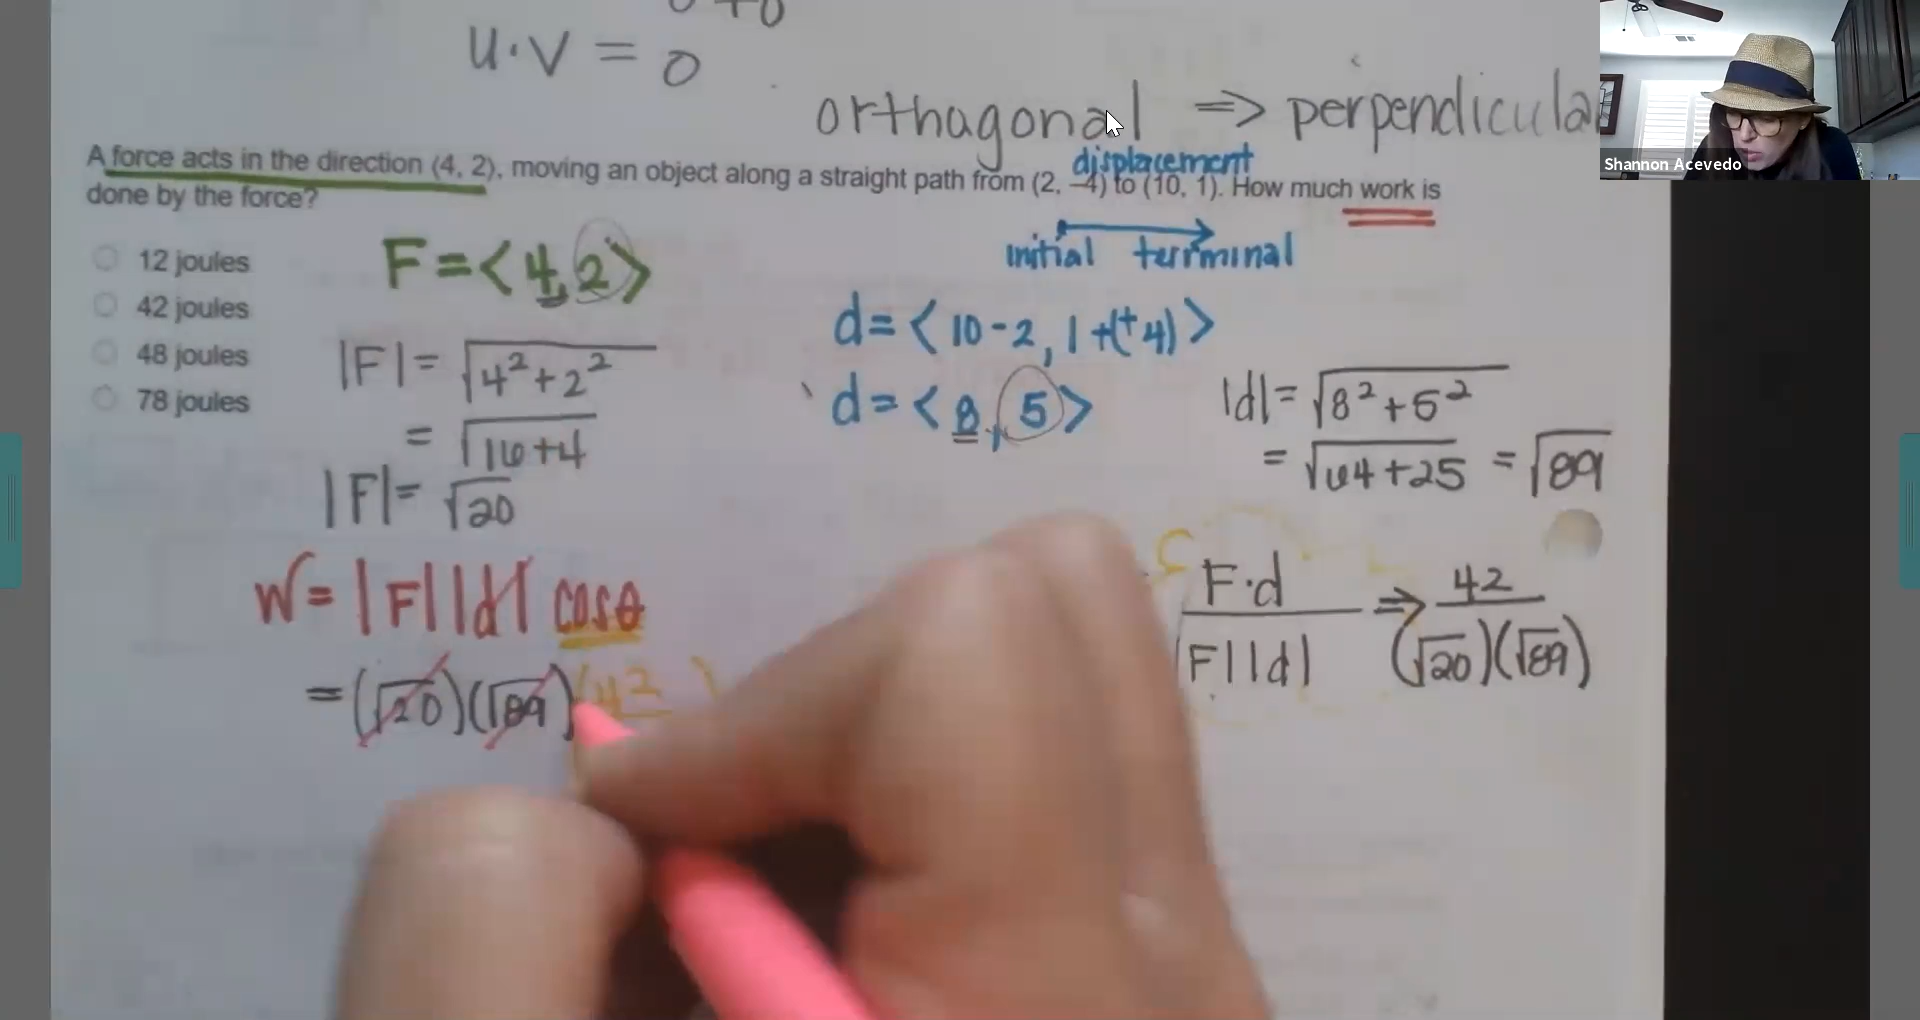 u·v = 0
orthagonal => perpendicula
Shannon Acevedo
displacement
A force acts in the direction (4, 2), moving an object along a straight path from (2, –4) to (10, 1). How much work is
done by the force?
initial terminal
12 joules
42 joules
48 joules
78 joules
F = <4, 2>
|F| = √4² + 2²
= √16+4
|F| = √20
d = <10 - 2, 1 +(+4)>
d = <8, 5>
|d| = √8² + 5²
= √64+25 = √89
W = |F||d| cosθ
= (√20)(√89)(42 )
F·d => 42
|F||d| (√20)(√89)